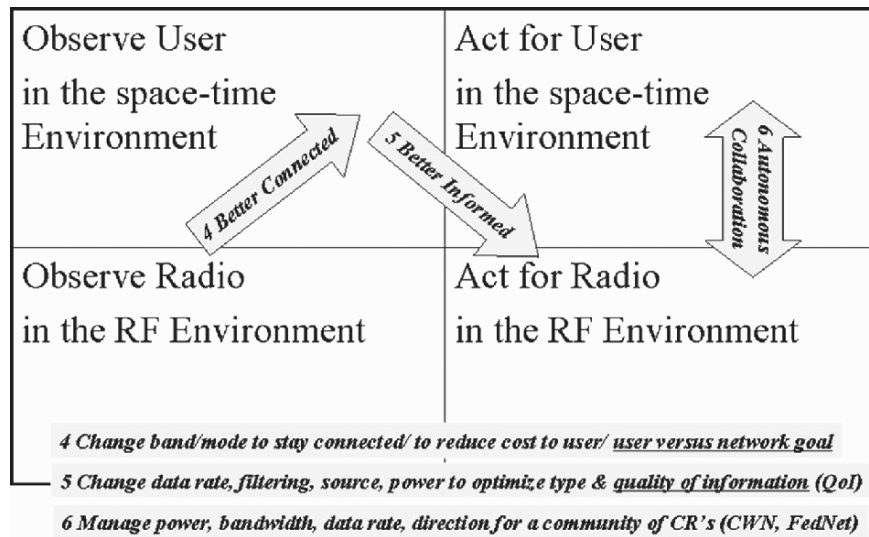 Observe User
in the space-time
Environment
Act for User
in the space-time
Environment
4 Better Connected
5 Better Informed
6 Autonomous
Collaboration
Observe Radio
in the RF Environment
Act for Radio
in the RF Environment
4 Change band/mode to stay connected/ to reduce cost to user/ user versus network goal
5 Change data rate, filtering, source, power to optimize type & quality of information (QoI)
6 Manage power, bandwidth, data rate, direction for a community of CR's (CWN, FedNet)